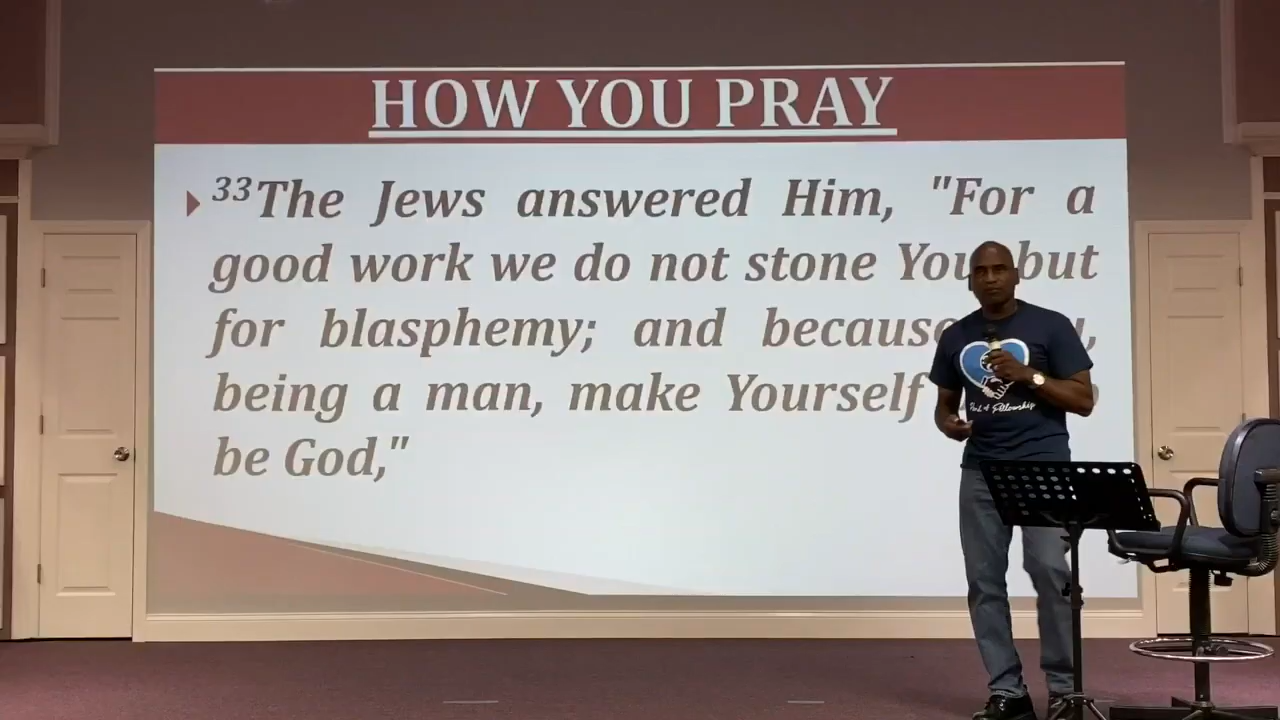 HOW YOU PRAY
33The Jews answered Him, "For a
good work we do not stone You but
for blasphemy; and
being a man, make Yourself
be God,"
Fellowship